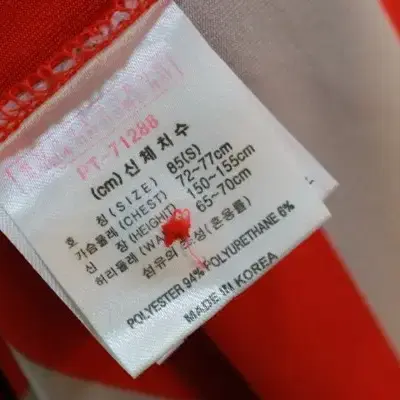 PT-71288
(cm) 신체치수
호 칭(SIZE) 85(S)
가슴둘레(CHEST) 72~77cm
신 장(HEIGHT) 150~155cm
허리둘레(WA 65~70cm
섬유의 조성(혼용률)
POLYESTER 94% POLYURETHANE 6%
MADE IN KOREA